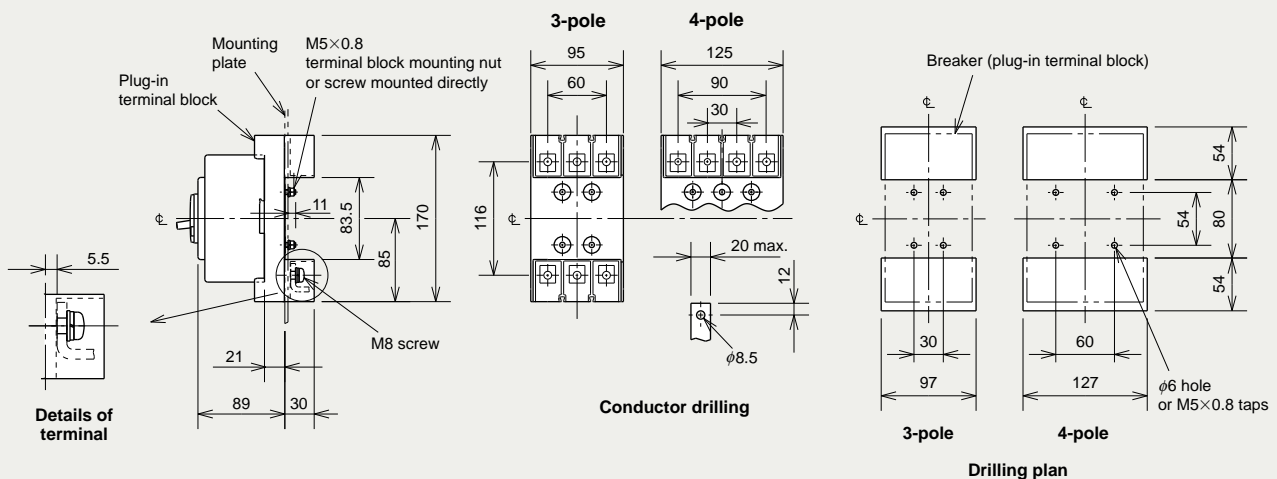 Mounting
plate
M5×0.8
terminal block mounting nut
or screw mounted directly
Plug-in
terminal block
℄
11
83.5
85
170
5.5
M8 screw
21
89
30
Details of
terminal
3-pole
95
60
116
℄
4-pole
125
90
30
20 max.
12
ϕ8.5
Conductor drilling
Breaker (plug-in terminal block)
℄
℄
54
54
80
54
30
60
97
127
ϕ6 hole
or M5×0.8 taps
3-pole
4-pole
Drilling plan